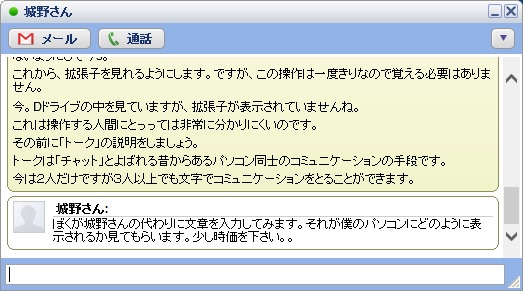 城野さん
メール
通話
これから、拡張子を見れるようにします。ですが、この操作は一度きりなので覚える必要はありま
せん。
今。Dドライブの中を見ていますが、拡張子が表示されていませんね。
これは操作する人間にとっっては非常に分かりにくいのです。
その前に「トーク」の説明をしましょう。
トークは「チャット」とよばれる昔からあるパソコン同士のコミュニケーションの手段です。
今は2人だけですが3人以上でも文字でコミュニケーションをとることができます。
城野さん:
ぼくが城野さんの代わりに文章を入力してみます。それが僕のパソコンにどのように表
示されるか見てもらいます。少し時価を下さい。。